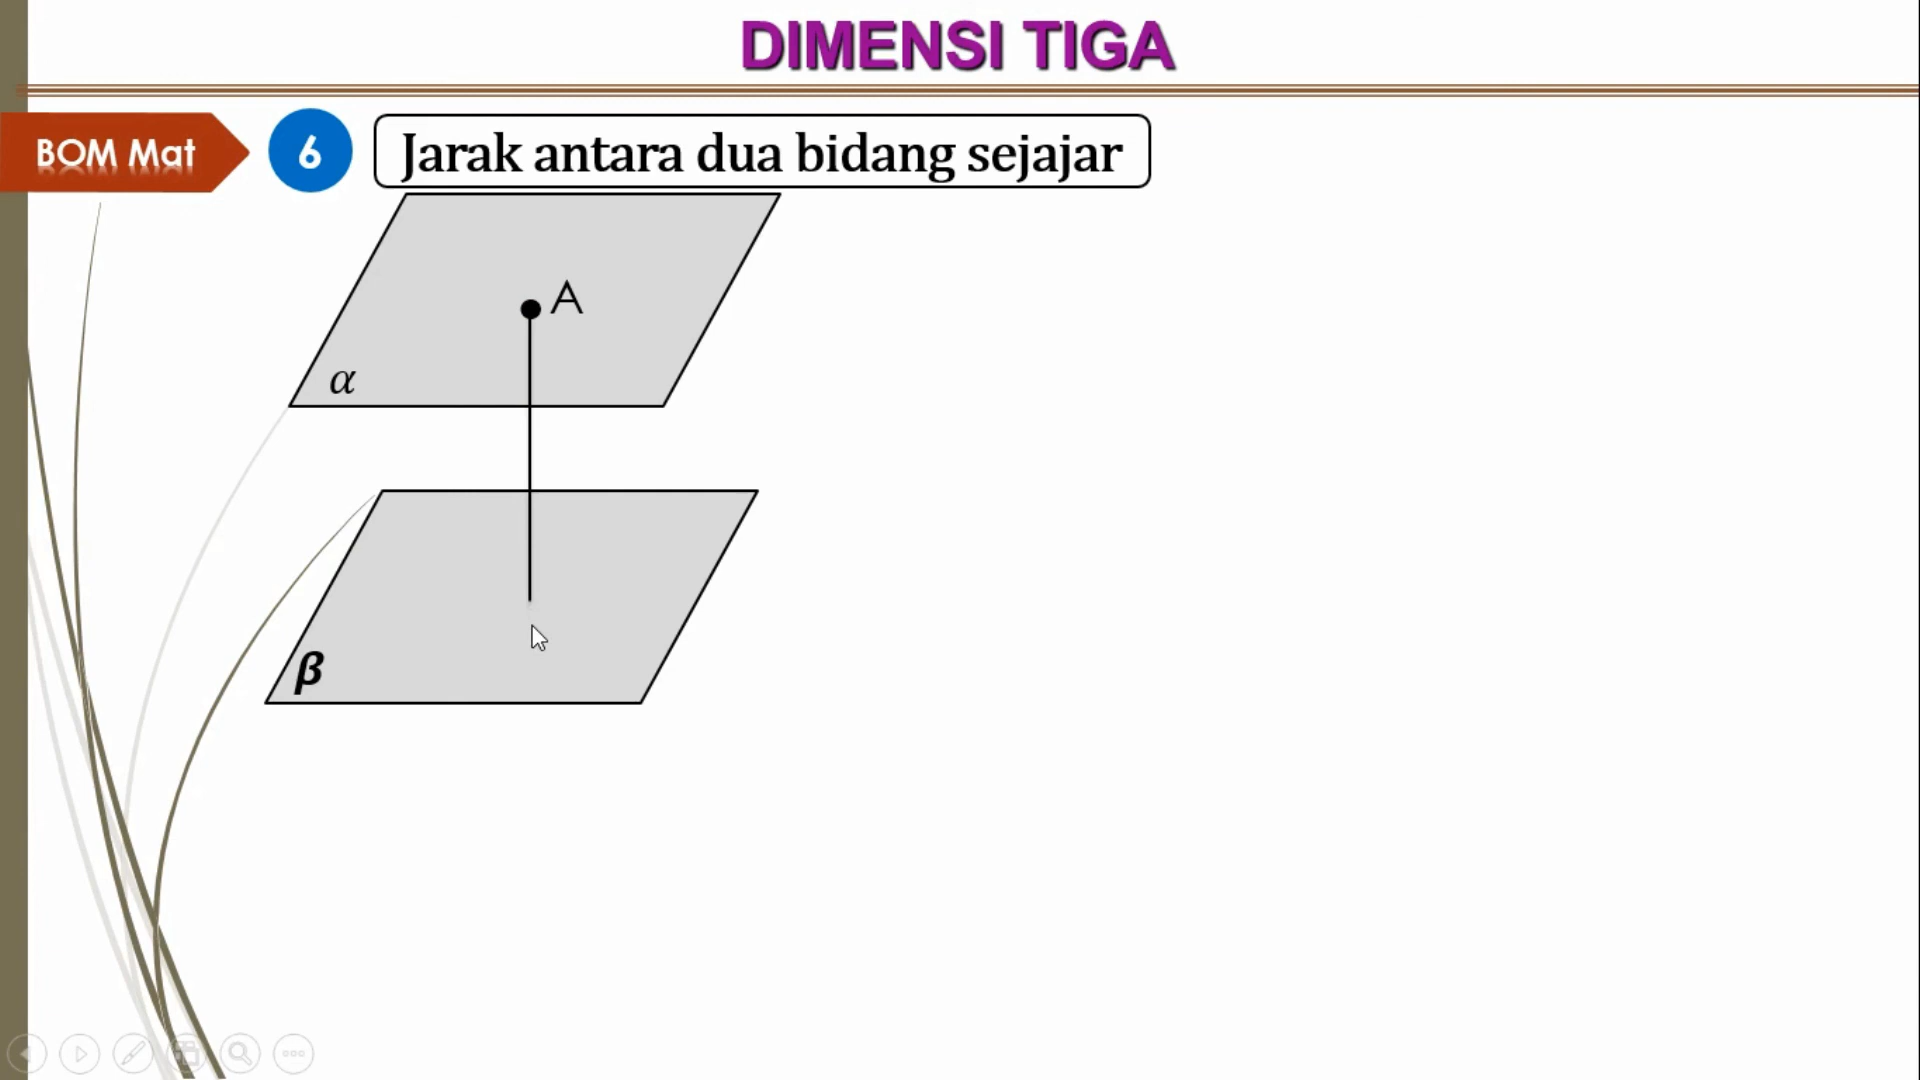 DIMENSI TIGA
BOM Mat
6
Jarak antara dua bidang sejajar
A
α
β